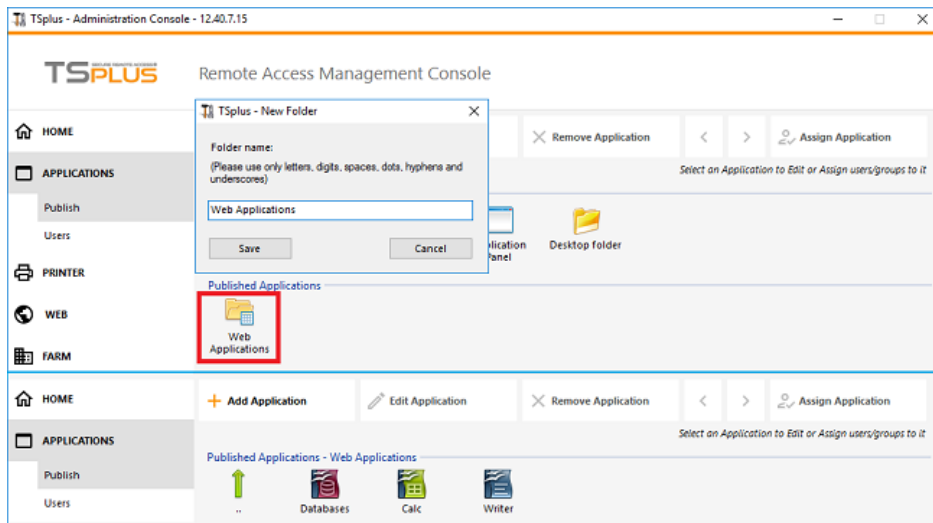 TSplus - Administration Console - 12.40.7.15
TSPLUS
Remote Access Management Console
TSplus - New Folder
Folder name:
(Please use only letters, digits, spaces, dots, hyphens and
underscores)
Web Applications
Save
Cancel
HOME
APPLICATIONS
Publish
Users
PRINTER
WEB
FARM
Remove Application
<
>
Assign Application
Select an Application to Edit or Assign users/groups to it
Desktop folder
Published Applications
Web
Applications
HOME
APPLICATIONS
Publish
Users
+ Add Application
Edit Application
Remove Application
<
>
Assign Application
Select an Application to Edit or Assign users/groups to it
Published Applications - Web Applications
..
Databases
Calc
Writer